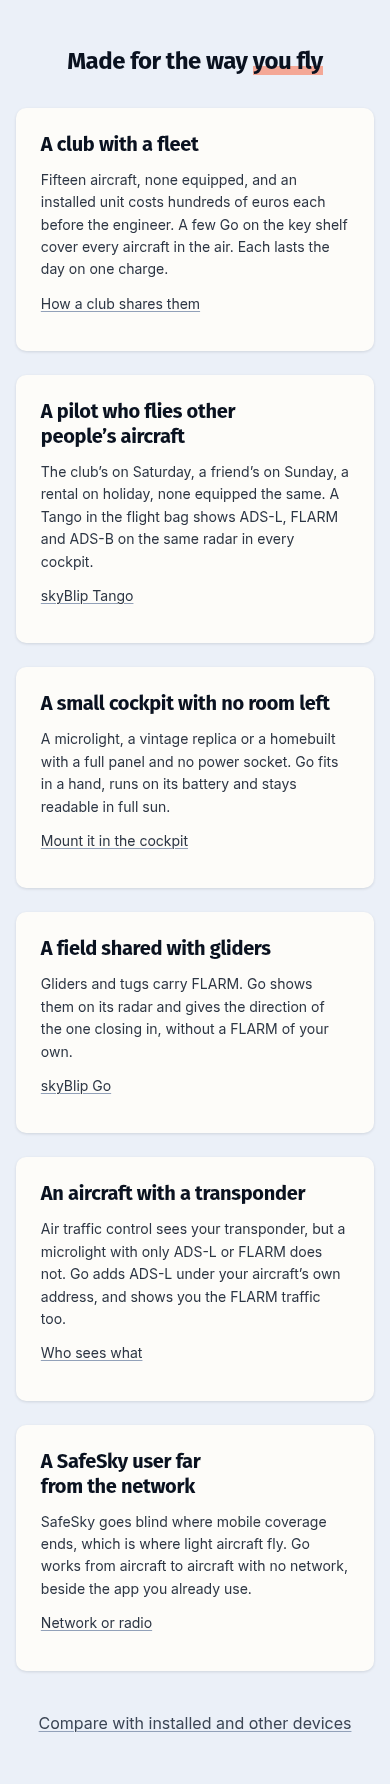 Made for the way you fly
A club with a fleet
Fifteen aircraft, none equipped, and an
installed unit costs hundreds of euros each
before the engineer. A few Go on the key shelf
cover every aircraft in the air. Each lasts the
day on one charge.
How a club shares them
A pilot who flies other
people’s aircraft
The club’s on Saturday, a friend’s on Sunday, a
rental on holiday, none equipped the same. A
Tango in the flight bag shows ADS-L, FLARM
and ADS-B on the same radar in every
cockpit.
skyBlip Tango
A small cockpit with no room left
A microlight, a vintage replica or a homebuilt
with a full panel and no power socket. Go fits
in a hand, runs on its battery and stays
readable in full sun.
Mount it in the cockpit
A field shared with gliders
Gliders and tugs carry FLARM. Go shows
them on its radar and gives the direction of
the one closing in, without a FLARM of your
own.
skyBlip Go
An aircraft with a transponder
Air traffic control sees your transponder, but a
microlight with only ADS-L or FLARM does
not. Go adds ADS-L under your aircraft’s own
address, and shows you the FLARM traffic
too.
Who sees what
A SafeSky user far
from the network
SafeSky goes blind where mobile coverage
ends, which is where light aircraft fly. Go
works from aircraft to aircraft with no network,
beside the app you already use.
Network or radio
Compare with installed and other devices